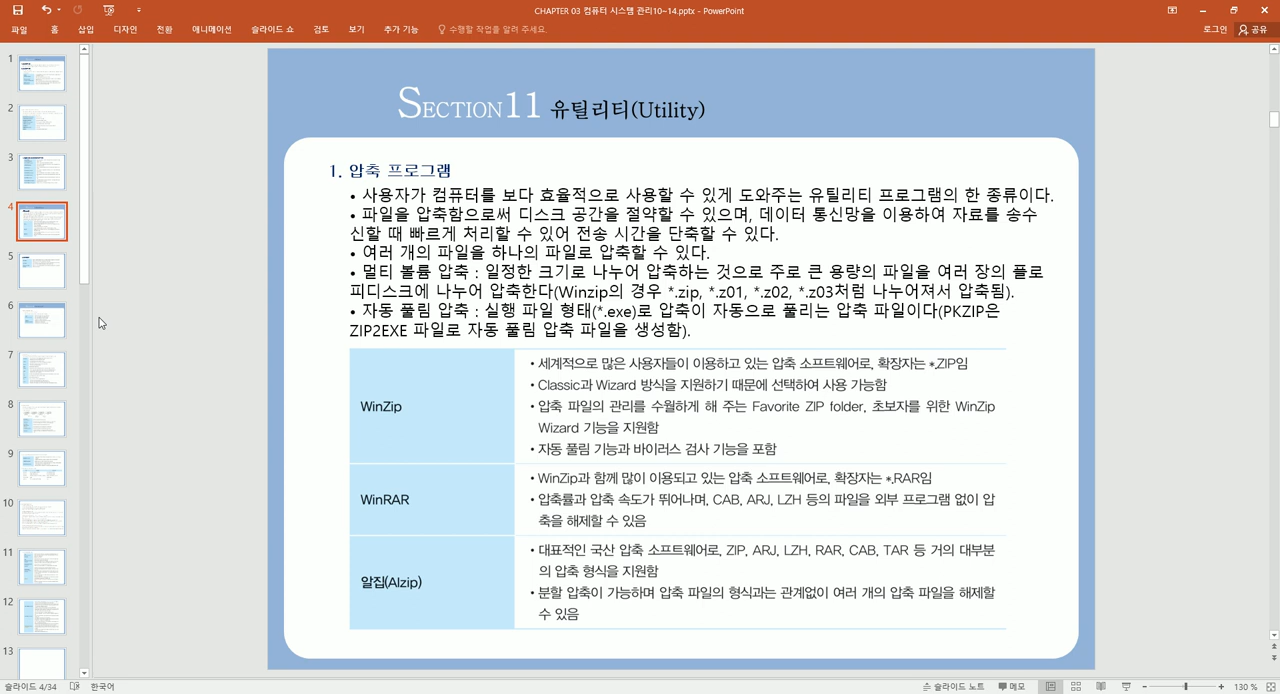 CHAPTER 03 컴퓨터 시스템 관리10~14.pptx - PowerPoint
파일 홈 삽입 디자인 전환 애니메이션 슬라이드 쇼 검토 보기 추가 기능 수행할 작업을 알려 주세요. 로그인 공유
SECTION11 유틸리티(Utility)
1. 압축 프로그램
• 사용자가 컴퓨터를 보다 효율적으로 사용할 수 있게 도와주는 유틸리티 프로그램의 한 종류이다.
• 파일을 압축함으로써 디스크 공간을 절약할 수 있으며, 데이터 통신망을 이용하여 자료를 송수
신할 때 빠르게 처리할 수 있어 전송 시간을 단축할 수 있다.
• 여러 개의 파일을 하나의 파일로 압축할 수 있다.
• 멀티 볼륨 압축 : 일정한 크기로 나누어 압축하는 것으로 주로 큰 용량의 파일을 여러 장의 플로
피디스크에 나누어 압축한다(Winzip의 경우 *.zip, *.z01, *.z02, *.z03처럼 나누어져서 압축됨).
• 자동 풀림 압축 : 실행 파일 형태(*.exe)로 압축이 자동으로 풀리는 압축 파일이다(PKZIP은
ZIP2EXE 파일로 자동 풀림 압축 파일을 생성함).
WinZip
• 세계적으로 많은 사용자들이 이용하고 있는 압축 소프트웨어로, 확장자는 *.ZIP임
• Classic과 Wizard 방식을 지원하기 때문에 선택하여 사용 가능함
• 압축 파일의 관리를 수월하게 해 주는 Favorite ZIP folder, 초보자를 위한 WinZip
Wizard 기능을 지원함
• 자동 풀림 기능과 바이러스 검사 기능을 포함
WinRAR
• WinZip과 함께 많이 이용되고 있는 압축 소프트웨어로, 확장자는 *.RAR임
• 압축률과 압축 속도가 뛰어나며, CAB, ARJ, LZH 등의 파일을 외부 프로그램 없이 압
축을 해제할 수 있음
알집(Alzip)
• 대표적인 국산 압축 소프트웨어로, ZIP, ARJ, LZH, RAR, CAB, TAR 등 거의 대부분
의 압축 형식을 지원함
• 분할 압축이 가능하며 압축 파일의 형식과는 관계없이 여러 개의 압축 파일을 해제할
수 있음
1
2
3
4
5
6
7
8
9
10
11
12
13
슬라이드 4/34 한국어 슬라이드 노트 메모 130 %